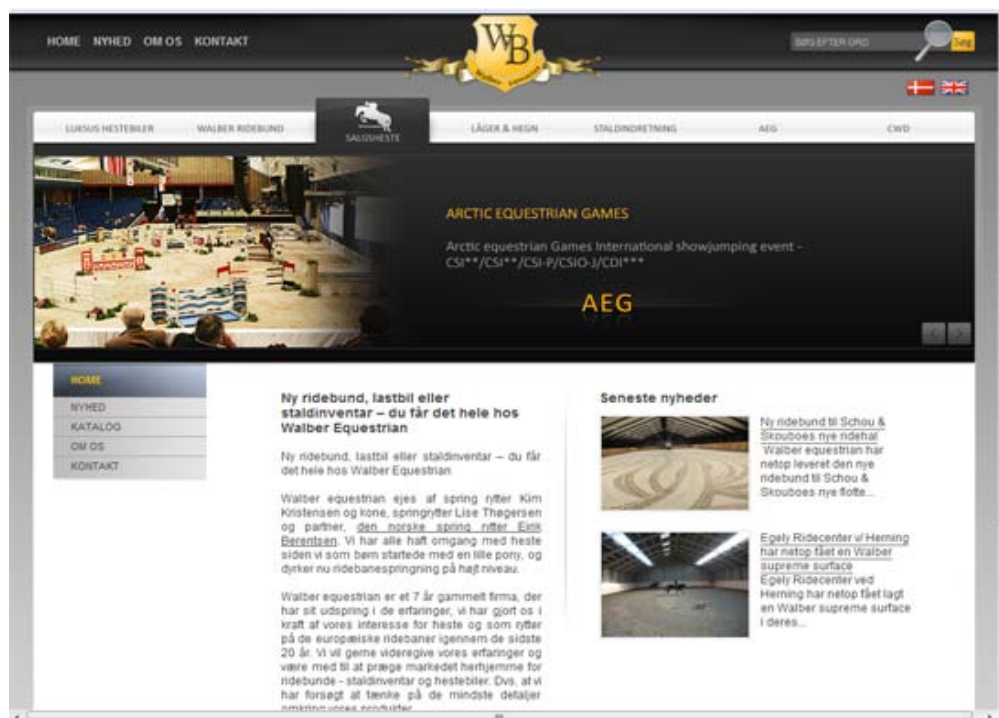 HOME NYHED OM OS KONTAKT
WB
Walber Equestrian
SØG EFTER ORD
Søg
LUKSUS HESTEBILER WALBER RIDEBUND SALGSHESTE LÅGER & HEGN STALDINDRETNING AEG CWD
ARCTIC EQUESTRIAN GAMES
Arctic equestrian Games International showjumping event -
CSI**/CSI**/CSI-P/CSIO-J/CDI***
AEG
HOME
NYHED
KATALOG
OM OS
KONTAKT
Ny ridebund, lastbil eller
staldinventar – du får det hele hos
Walber Equestrian
Ny ridebund, lastbil eller staldinventar – du får
det hele hos Walber Equestrian
Walber equestrian ejes af spring rytter Kim
Kristensen og kone, springrytter Lise Thøgersen
og partner, den norske spring rytter Eirik
Berentsen. Vi har alle haft omgang med heste
siden vi som børn startede med en lille pony, og
dyrker nu ridebanespringning på højt niveau.
Walber equestrian er et 7 år gammelt firma, der
har sit udspring i de erfaringer, vi har gjort os i
kraft af vores interesse for heste og som rytter
på de europæiske ridebaner igennem de sidste
20 år. Vi vil gerne videregive vores erfaringer og
være med til at præge markedet herhjemme for
ridebunde - staldinventar og hestebiler. Dvs. at vi
har forsøgt at tænke på de mindste detaljer
omkring vores produkter
Seneste nyheder
Ny ridebund til Schou &
Skouboes nye ridehal
Walber equestrian har
netop leveret den nye
ridebund til Schou &
Skouboes nye flotte...
Egely Ridecenter v/ Herning
har netop fået en Walber
supreme surface
Egely Ridecenter ved
Herning har netop fået lagt
en Walber supreme surface
i deres...